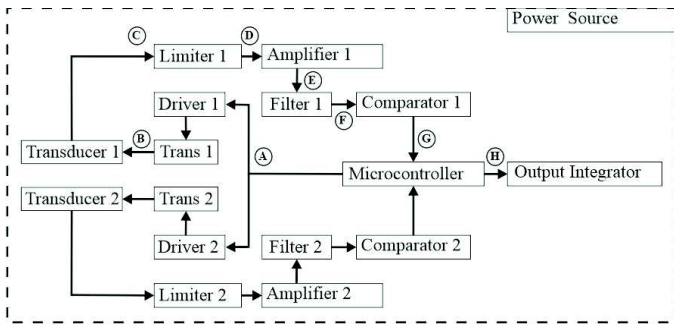 Power Source
C
D
Limiter 1
Amplifier 1
E
Driver 1
Filter 1
Comparator 1
F
B
A
G
H
Transducer 1
Trans 1
Microcontroller
Output Integrator
Transducer 2
Trans 2
Driver 2
Filter 2
Comparator 2
Limiter 2
Amplifier 2